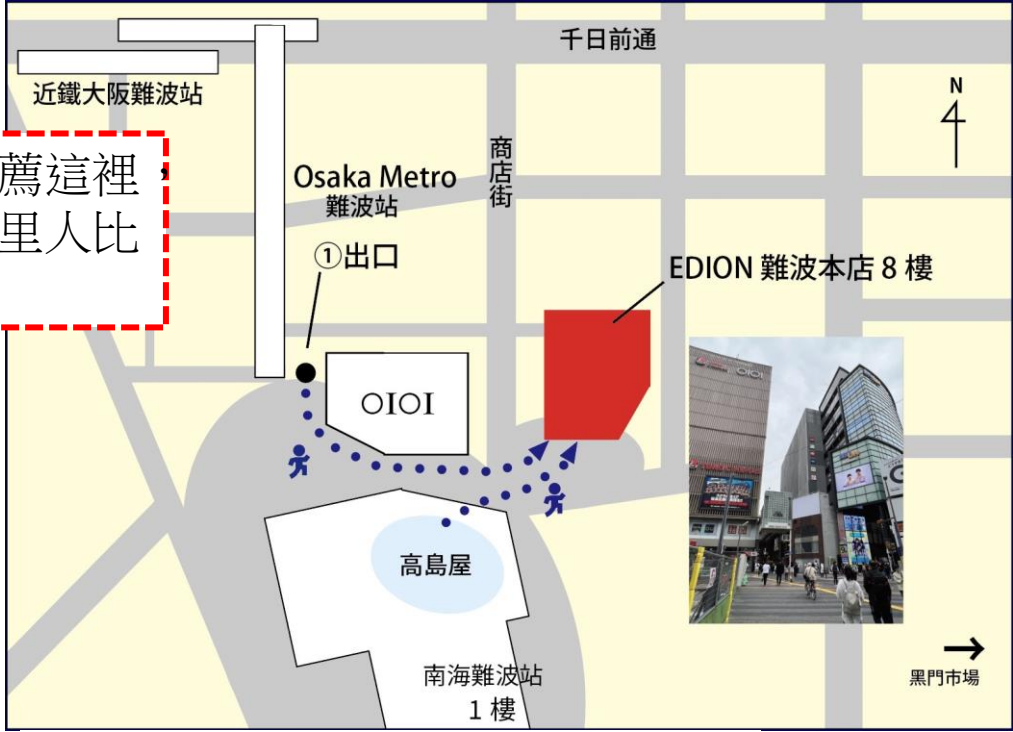 千日前通
近鐵大阪難波站
N
薦這裡，
里人比
商店街
Osaka Metro
難波站
①出口
EDION 難波本店 8 樓
OIOI
OIOI
高島屋
南海難波站
1 樓
→
黑門市場